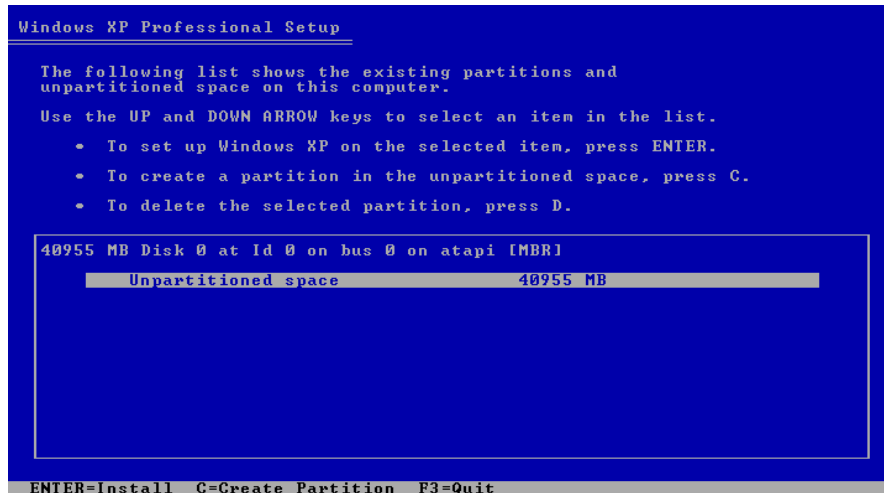 Windows XP Professional Setup
The following list shows the existing partitions and
unpartitioned space on this computer.
Use the UP and DOWN ARROW keys to select an item in the list.
• To set up Windows XP on the selected item, press ENTER.
• To create a partition in the unpartitioned space, press C.
• To delete the selected partition, press D.
40955 MB Disk 0 at Id 0 on bus 0 on atapi [MBR]
Unpartitioned space 40955 MB
ENTER=Install C=Create Partition F3=Quit